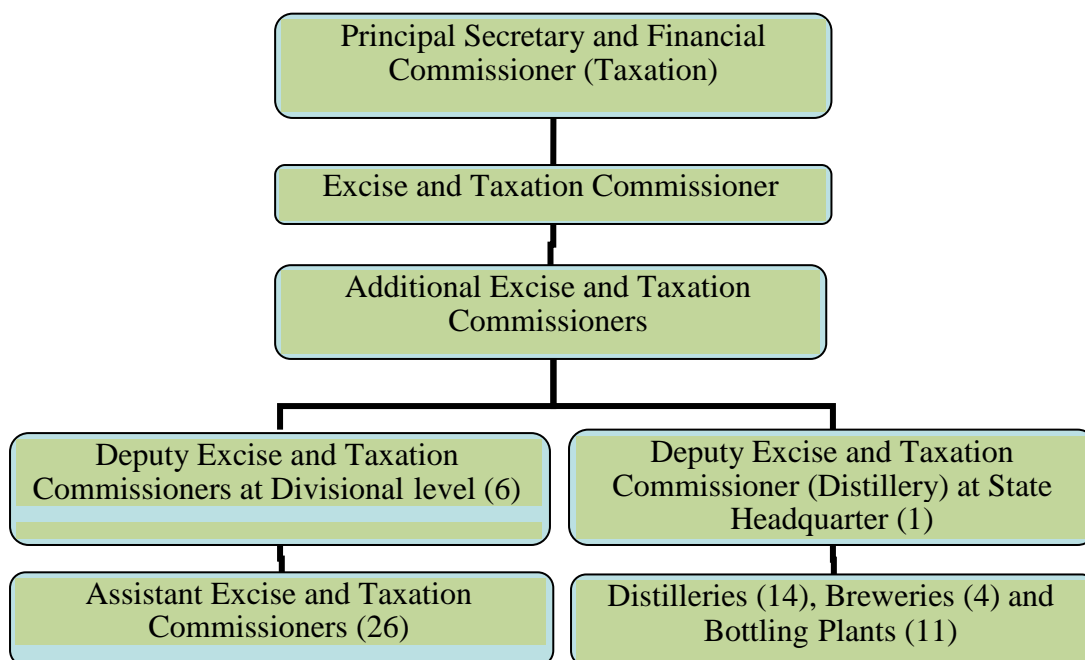 Principal Secretary and Financial
Commissioner (Taxation)
Excise and Taxation Commissioner
Additional Excise and Taxation
Commissioners
Deputy Excise and Taxation
Commissioners at Divisional level (6)
Deputy Excise and Taxation
Commissioner (Distillery) at State
Headquarter (1)
Assistant Excise and Taxation
Commissioners (26)
Distilleries (14), Breweries (4) and
Bottling Plants (11)